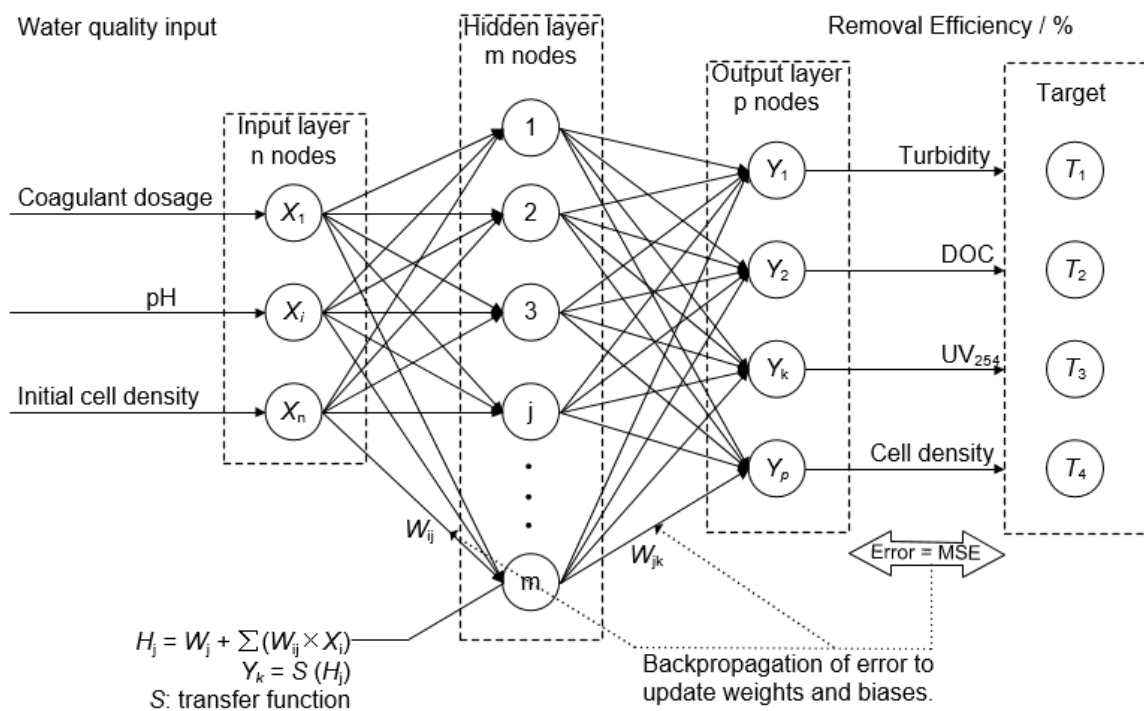 Water quality input
Hidden layer
m nodes
Removal Efficiency / %
Output layer
p nodes
Target
Input layer
n nodes
Coagulant dosage
pH
Initial cell density
X1
Xi
Xn
1
2
3
j
m
Y1
Y2
Yk
Yp
Turbidity
DOC
UV254
Cell density
T1
T2
T3
T4
Wij
Wjk
Error = MSE
Hj = Wj + ∑(Wij×Xi)
Yk = S (Hj)
S: transfer function
Backpropagation of error to
update weights and biases.